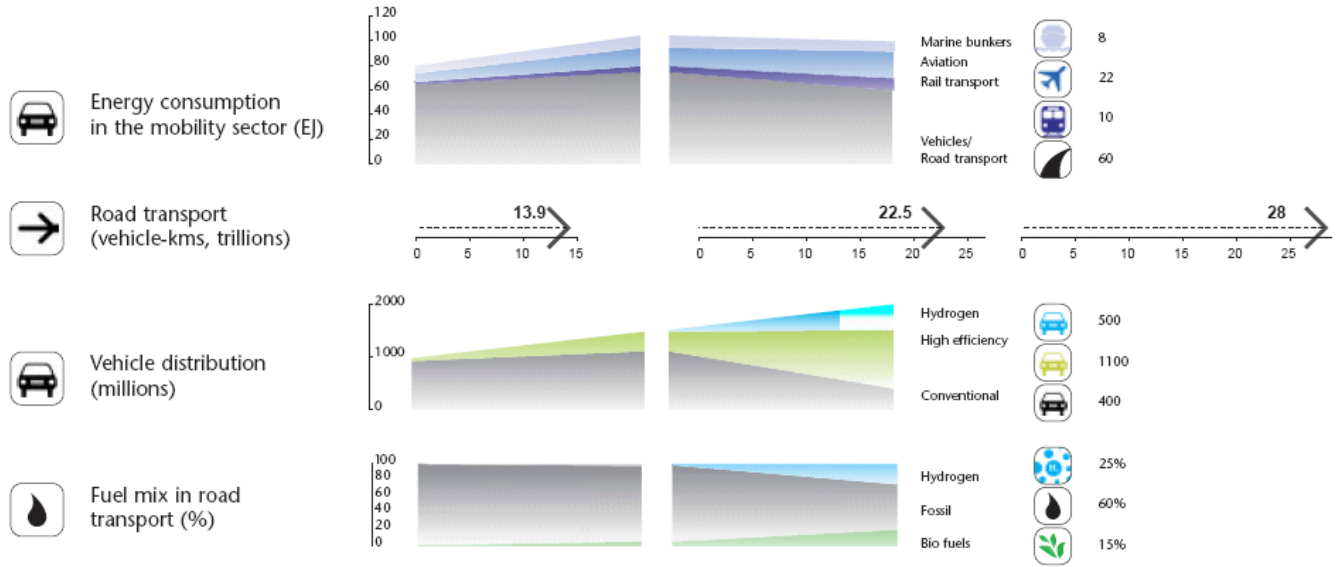 120
100
80
60
40
20
0
Energy consumption
in the mobility sector (EJ)
Marine bunkers 8
Aviation
Rail transport 22
10
Vehicles/
Road transport 60
Road transport
(vehicle-kms, trillions)
13.9
0 5 10 15
22.5
0 5 10 15 20 25
28
0 5 10 15 20 25
Vehicle distribution
(millions)
2000
1000
0
Hydrogen 500
High efficiency
1100
Conventional 400
Fuel mix in road
transport (%)
100
80
60
40
20
0
Hydrogen H₂ 25%
Fossil 60%
Bio fuels 15%